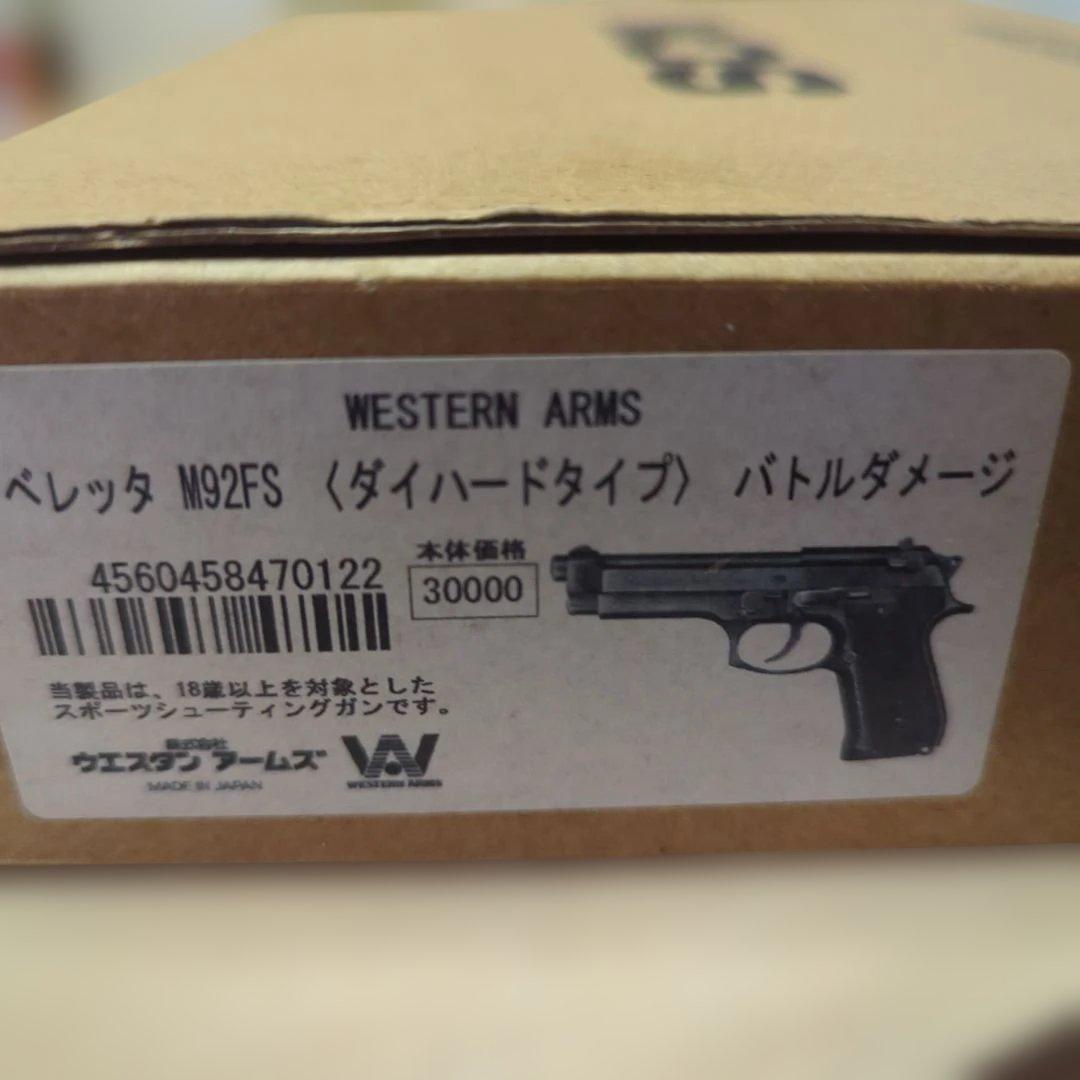 WESTERN ARMS
ベレッタ M92FS 〈ダイハードタイプ〉 バトルダメージ
4560458470122
本体価格
30000
当製品は、18歳以上を対象とした
スポーツシューティングガンです。
株式会社
ウエスタン アームズ
MADE IN JAPAN
WESTERN ARMS